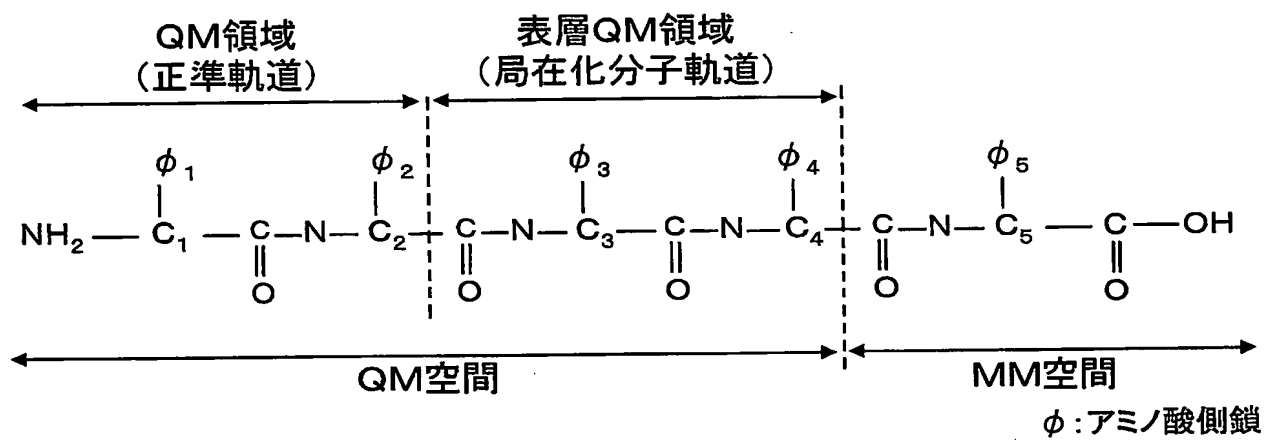 QM領域
(正準軌道)
表層QM領域
(局在化分子軌道)
φ1 φ2 φ3 φ4 φ5
NH2 C1 C N C2 C N C3 C N C4 C N C5 C OH
O O O O O
QM空間
MM空間
φ:アミノ酸側鎖